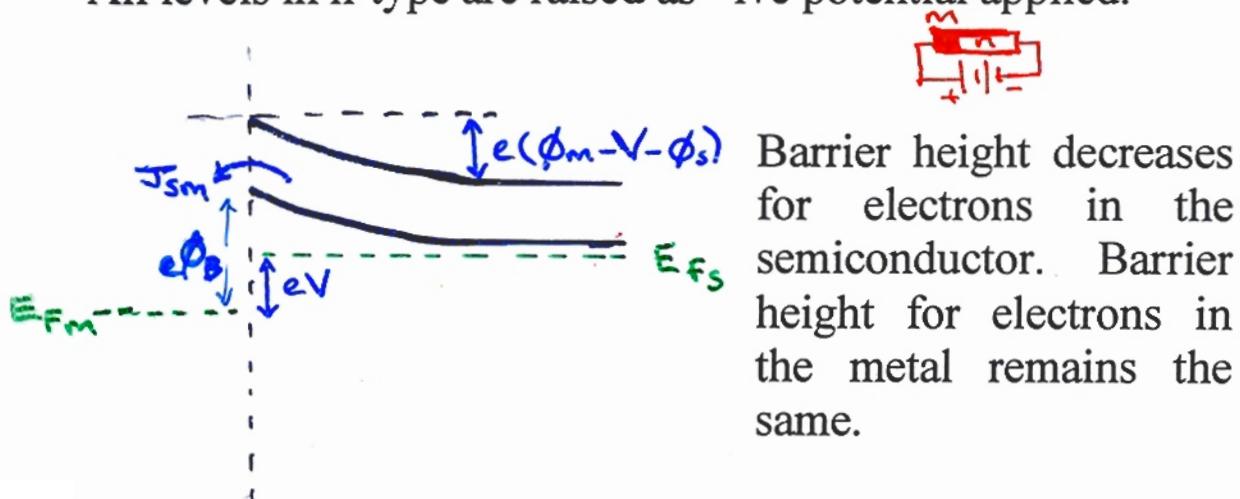 All levels in n-type are raised as -ve potential applied.
M
n
+ -
e(ϕm-V-ϕs)
Jsm
eϕB
eV
EFs
EFm
Barrier height decreases
for electrons in the
semiconductor. Barrier
height for electrons in
the metal remains the
same.